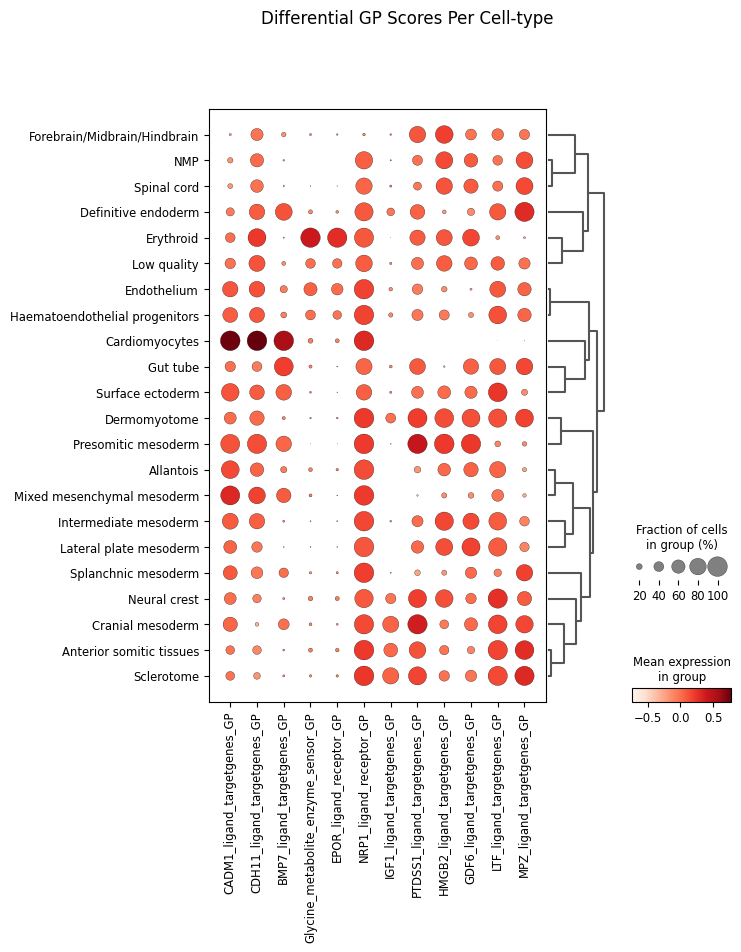 Differential GP Scores Per Cell-type
Forebrain/Midbrain/Hindbrain
NMP
Spinal cord
Definitive endoderm
Erythroid
Low quality
Endothelium
Haematoendothelial progenitors
Cardiomyocytes
Gut tube
Surface ectoderm
Dermomyotome
Presomitic mesoderm
Allantois
Mixed mesenchymal mesoderm
Intermediate mesoderm
Lateral plate mesoderm
Splanchnic mesoderm
Neural crest
Cranial mesoderm
Anterior somitic tissues
Sclerotome
CADM1_ligand_targetgenes_GP
CDH11_ligand_targetgenes_GP
BMP7_ligand_targetgenes_GP
Glycine_metabolite_enzyme_sensor_GP
EPOR_ligand_receptor_GP
NRP1_ligand_receptor_GP
IGF1_ligand_targetgenes_GP
PTDSS1_ligand_targetgenes_GP
HMGB2_ligand_targetgenes_GP
GDF6_ligand_targetgenes_GP
LTF_ligand_targetgenes_GP
MPZ_ligand_targetgenes_GP
Fraction of cells
in group (%)
20 40 60 80 100
Mean expression
in group
−0.5 0.0 0.5